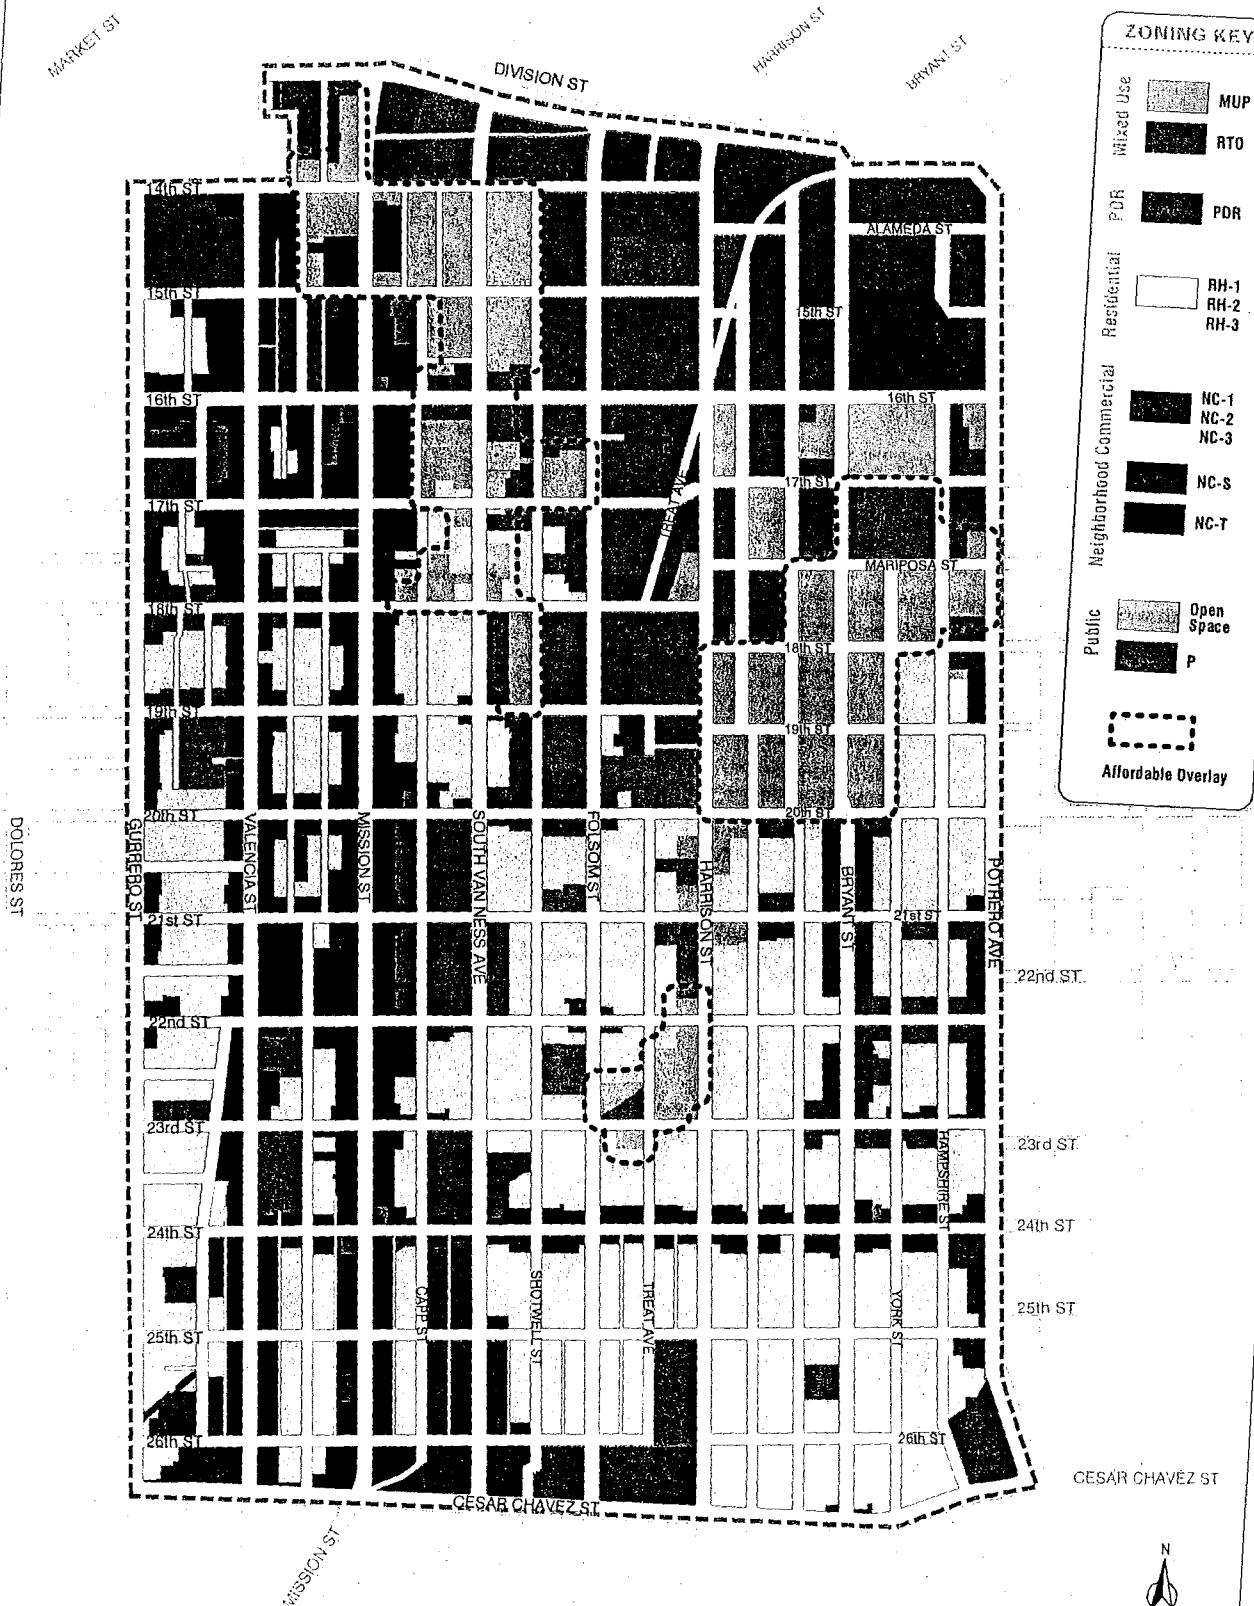 MARKET ST
HARRISON ST
BRYANT ST
DIVISION ST
ZONING KEY
Mixed Use
MUP
RTO
PDR
PDR
Residential
RH-1
RH-2
RH-3
Neighborhood Commercial
NC-1
NC-2
NC-3
NC-S
NC-T
Public
Open
Space
P
Affordable Overlay
14th ST
ALAMEDA ST
15th ST
15th ST
16th ST
16th ST
17th ST
17th ST
TREAT AVE
MARIPOSA ST
18th ST
18th ST
19th ST
19th ST
20th ST
20th ST
DOLORES ST
GURRERO ST
VALENCIA ST
MISSION ST
SOUTH VAN NESS AVE
FOLSOM ST
HARRISON ST
BRYANT ST
POTRERO AVE
21st ST
21st ST
22nd ST
22nd ST
23rd ST
23rd ST
HAMPSHIRE ST
24th ST
24th ST
CAPP ST
SHOTWELL ST
TREAT AVE
YORK ST
25th ST
25th ST
26th ST
26th ST
CESAR CHAVEZ ST
CESAR CHAVEZ ST
MISSION ST
N